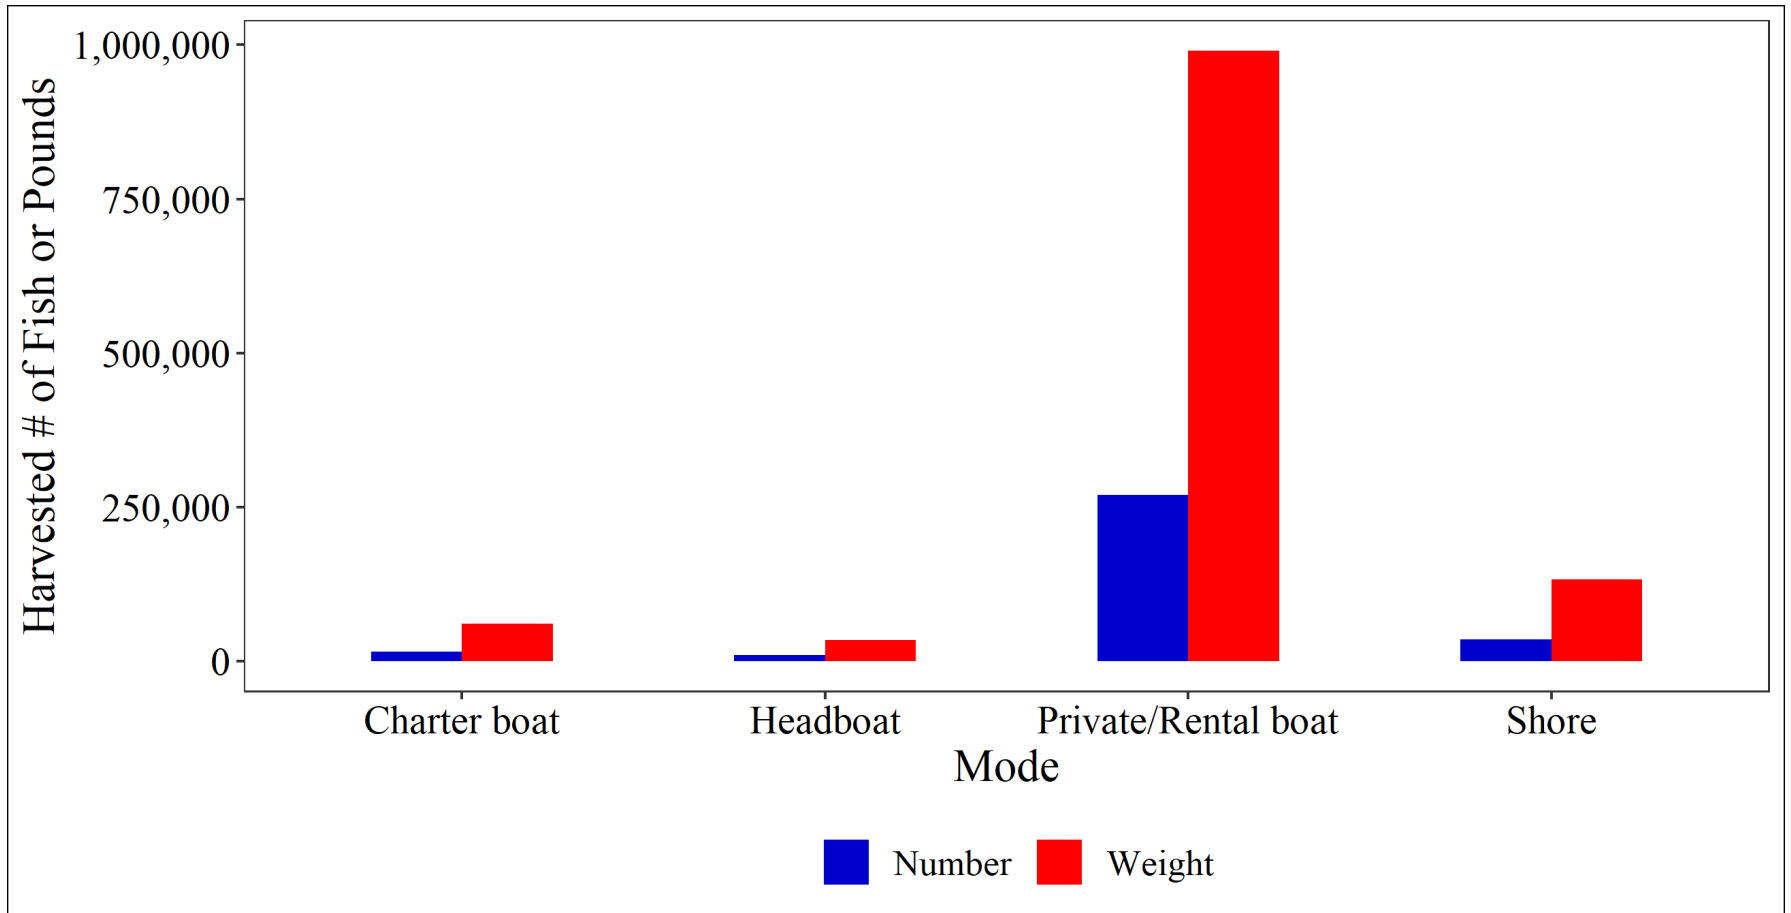 Harvested # of Fish or Pounds
1,000,000
750,000
500,000
250,000
0
Charter boat
Headboat
Private/Rental boat
Shore
Mode
Number
Weight